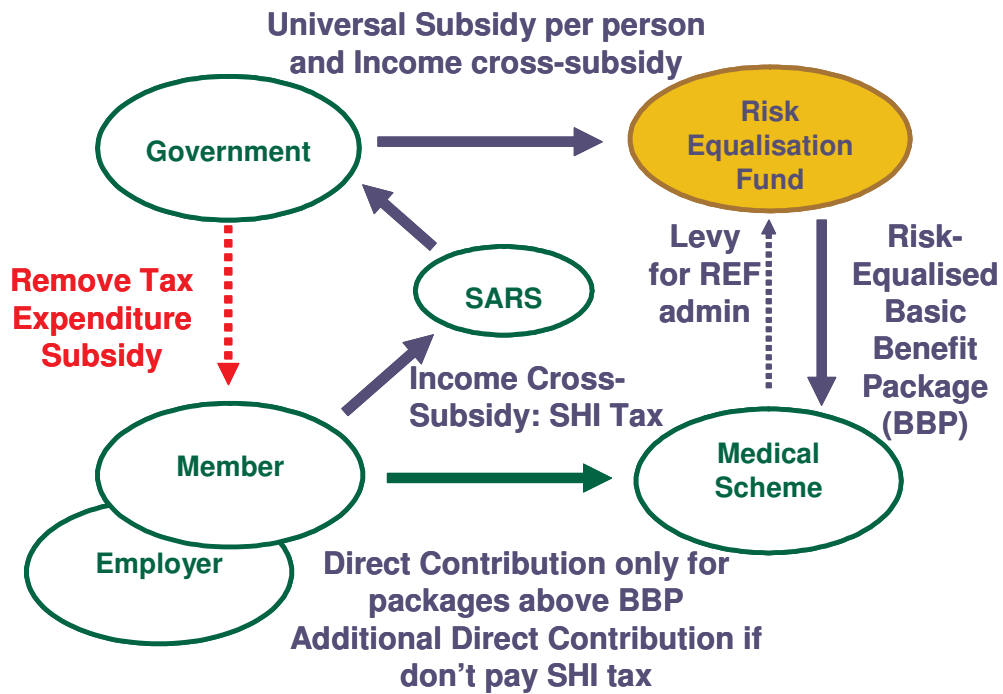 Universal Subsidy per person
and Income cross-subsidy
Government
Risk
Equalisation
Fund
Remove Tax
Expenditure
Subsidy
SARS
Levy
for REF
admin
Risk-
Equalised
Basic
Benefit
Package
(BBP)
Income Cross-
Subsidy: SHI Tax
Member
Medical
Scheme
Employer
Direct Contribution only for
packages above BBP
Additional Direct Contribution if
don't pay SHI tax